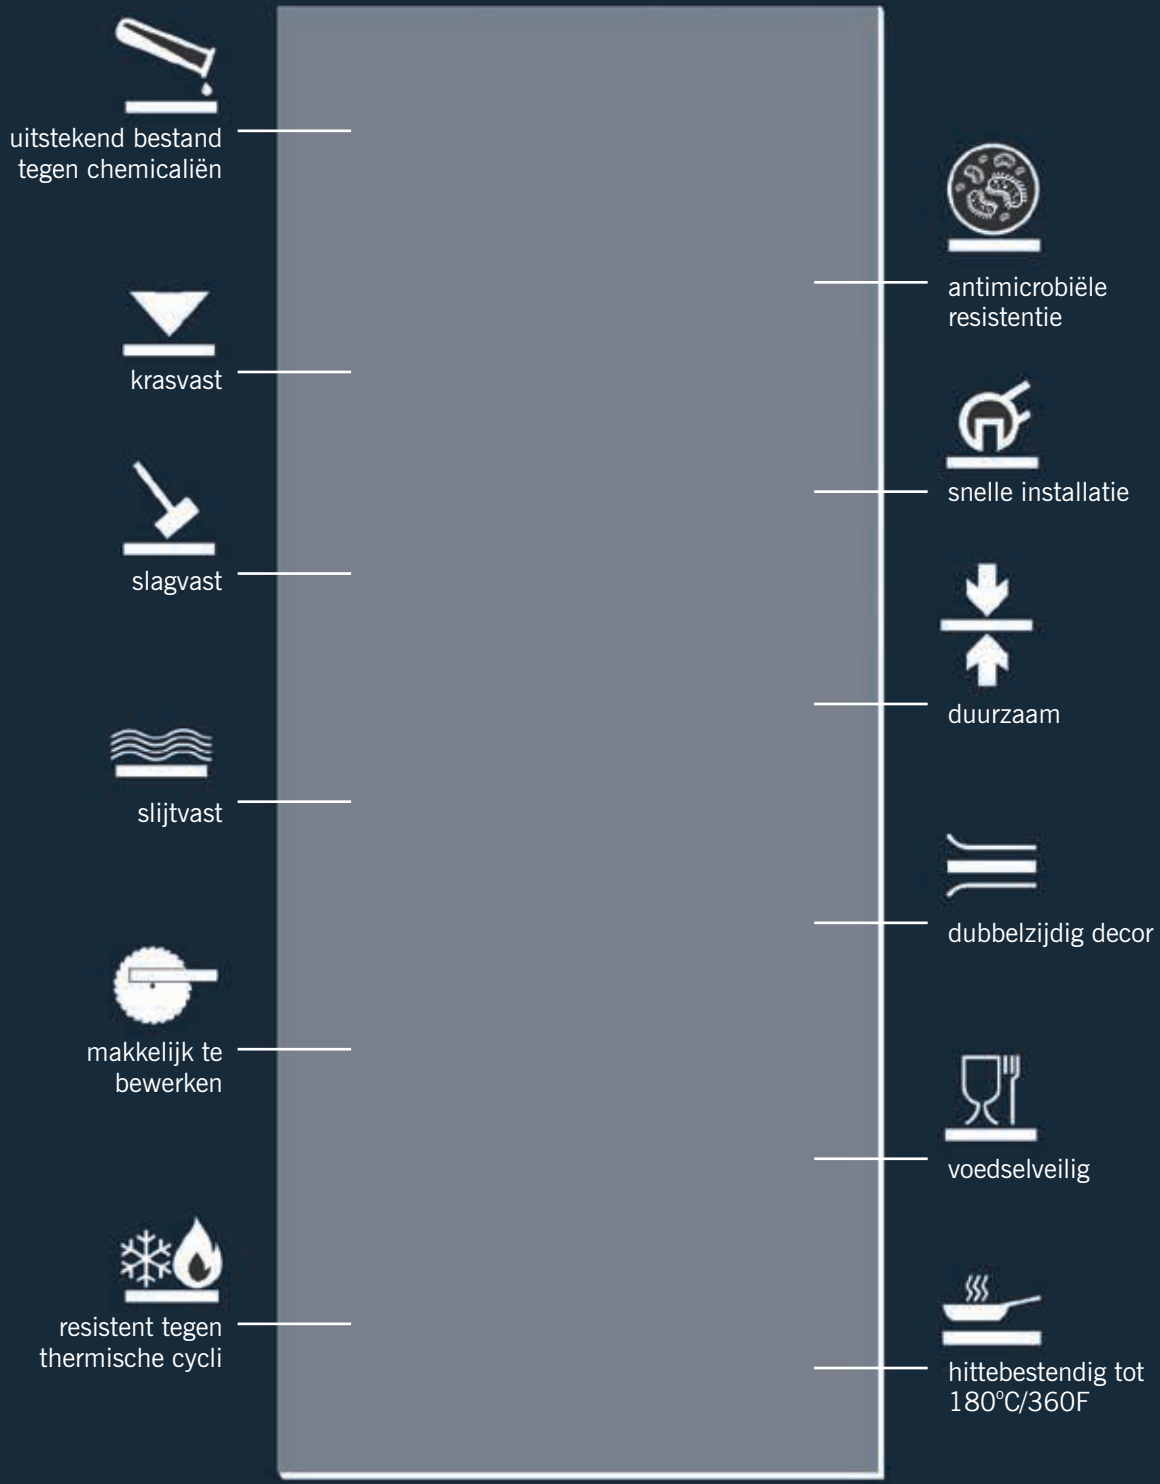 uitstekend bestand
tegen chemicaliën
krasvast
slagvast
slijtvast
makkelijk te
bewerken
resistent tegen
thermische cycli
antimicrobiële
resistentie
snelle installatie
duurzaam
dubbelzijdig decor
voedselveilig
hittebestendig tot
180°C/360F